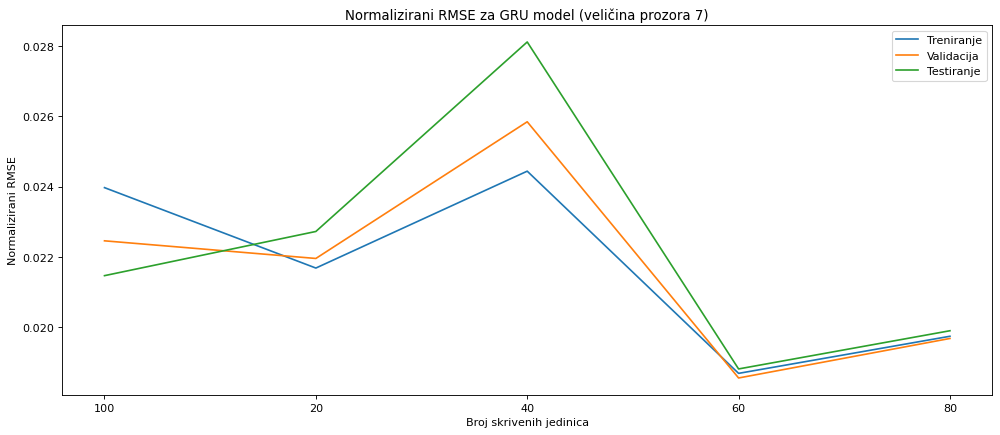 Normalizirani RMSE za GRU model (veličina prozora 7)
Treniranje
Validacija
Testiranje
Normalizirani RMSE
0.028
0.026
0.024
0.022
0.020
100 20 40 60 80
Broj skrivenih jedinica